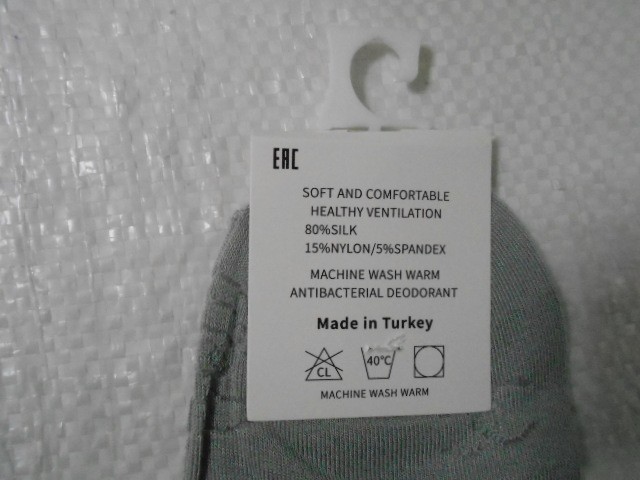 EAC
SOFT AND COMFORTABLE
HEALTHY VENTILATION
80%SILK
15%NYLON/5%SPANDEX
MACHINE WASH WARM
ANTIBACTERIAL DEODORANT
Made in Turkey
CL 40°C
MACHINE WASH WARM